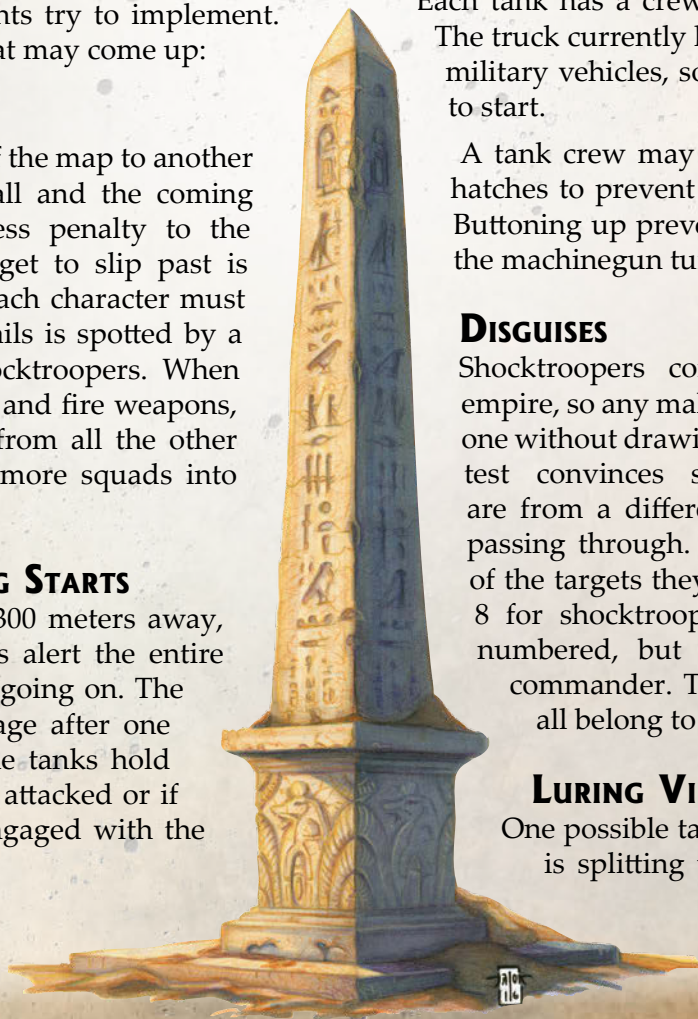 nts try to implement.
at may come up:
f the map to another
all and the coming
ess penalty to the
get to slip past is
ach character must
ails is spotted by a
ocktroopers. When
and fire weapons,
from all the other
more squads into
G STARTS
300 meters away,
s alert the entire
going on. The
age after one
e tanks hold
attacked or if
ngaged with the
Each tank has a crew
The truck currently
military vehicles, so
to start.
A tank crew may
hatches to prevent
Buttoning up preve
the machinegun tu
DISGUISES
Shocktroopers co
empire, so any mal
one without drawi
test convinces s
are from a differe
passing through.
of the targets they
8 for shocktroop
numbered, but
commander. T
all belong to
LURING VI
One possible ta
is splitting